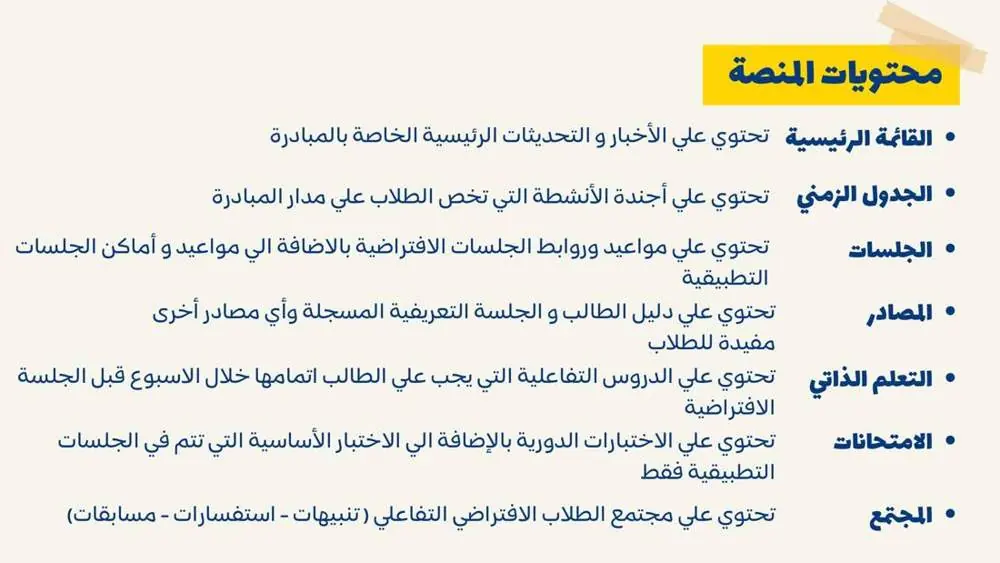 محتويات المنصة
القائمة الرئيسية تحتوي علي الأخبار و التحديثات الرئيسية الخاصة بالمبادرة
الجدول الزمني تحتوي علي أجندة الأنشطة التي تخص الطلاب علي مدار المبادرة
الجلسات تحتوي علي مواعيد وروابط الجلسات الافتراضية بالاضافة الي مواعيد و أماكن الجلسات
التطبيقية
المصادر تحتوي علي دليل الطالب و الجلسة التعريفية المسجلة وأي مصادر أخرى
مفيدة للطلاب
التعلم الذاتي تحتوي علي الدروس التفاعلية التي يجب علي الطالب اتمامها خلال الاسبوع قبل الجلسة
الافتراضية
الامتحانات تحتوي علي الاختبارات الدورية بالإضافة الي الاختبار الأساسية التي تتم في الجلسات
التطبيقية فقط
المجتمع تحتوي علي مجتمع الطلاب الافتراضي التفاعلي ( تنبيهات - استفسارات - مسابقات)